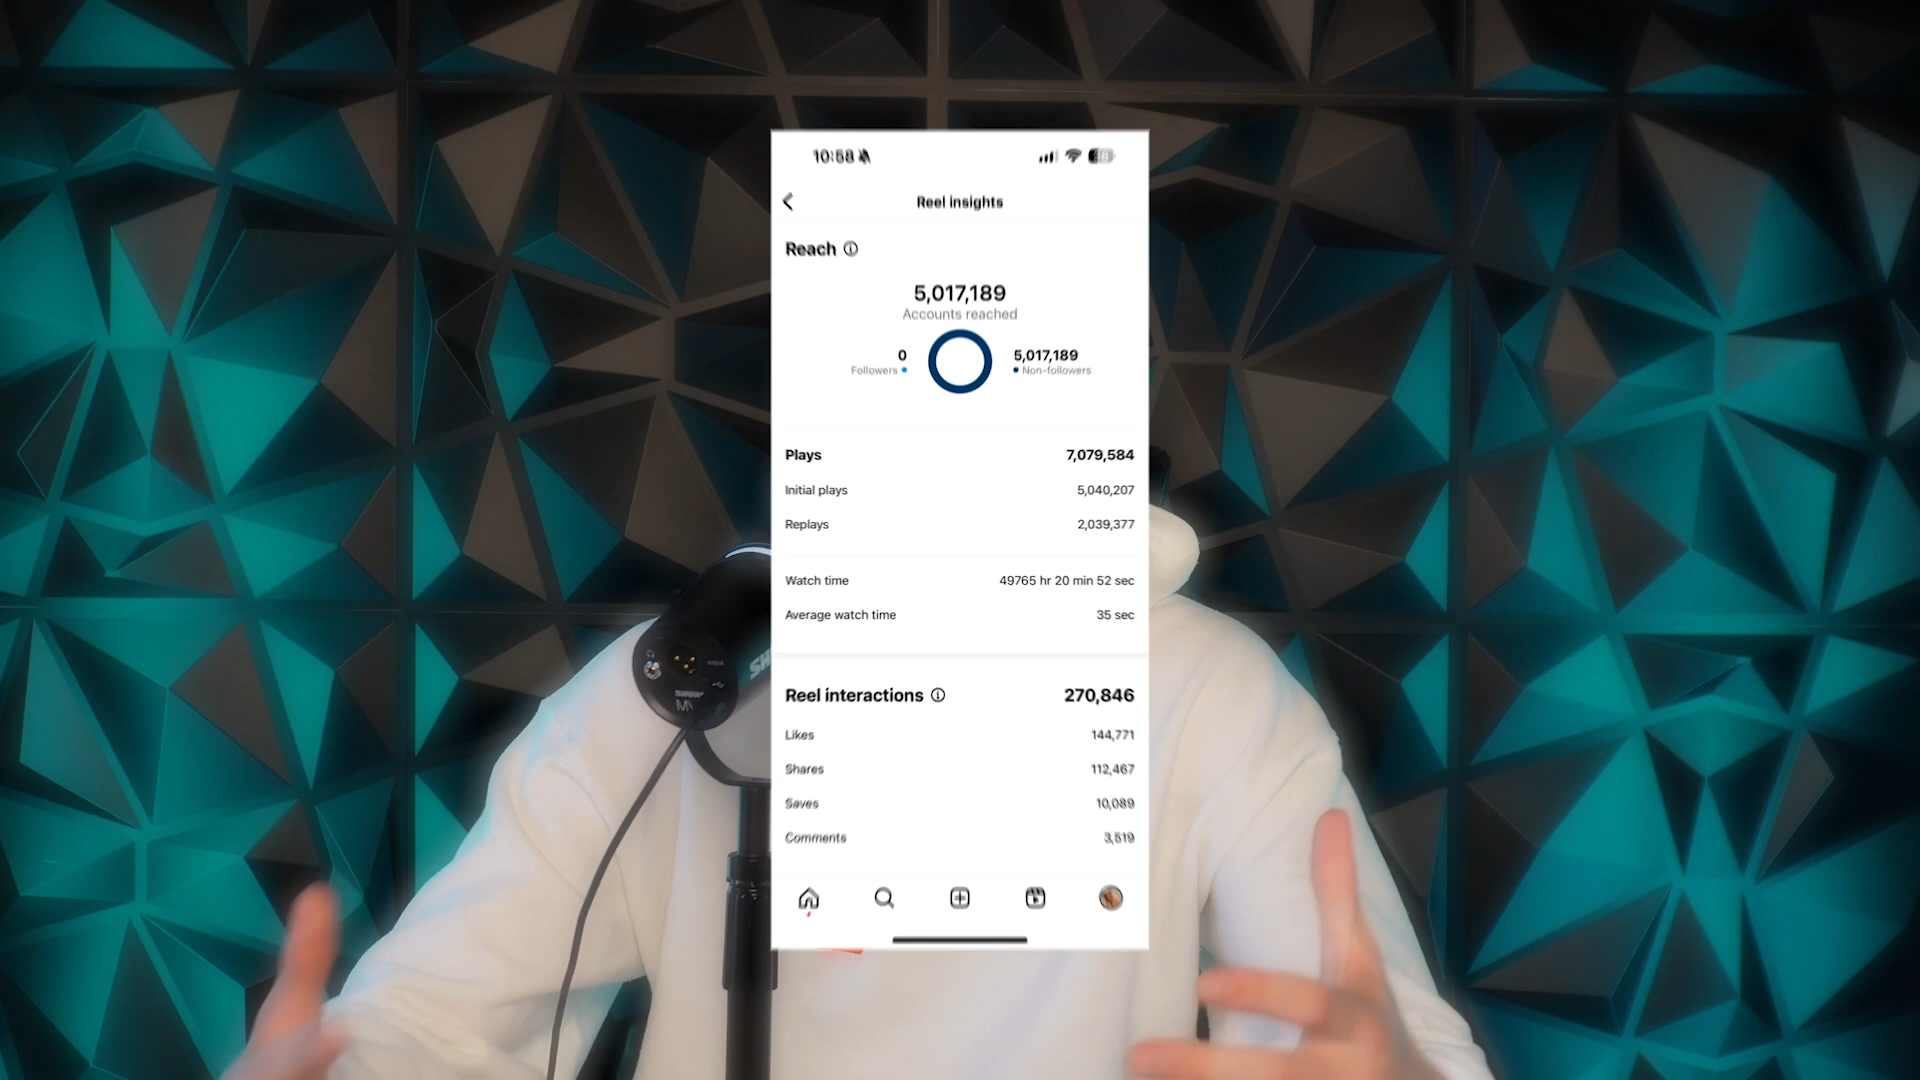 10:58
Reel insights
Reach
5,017,189
Accounts reached
0
Followers
5,017,189
Non-followers
Plays 7,079,584
Initial plays 5,040,207
Replays 2,039,377
Watch time 49765 hr 20 min 52 sec
Average watch time 35 sec
Reel interactions 270,846
Likes 144,771
Shares 112,467
Saves 10,089
Comments 3,519
SH
SHURE
MV